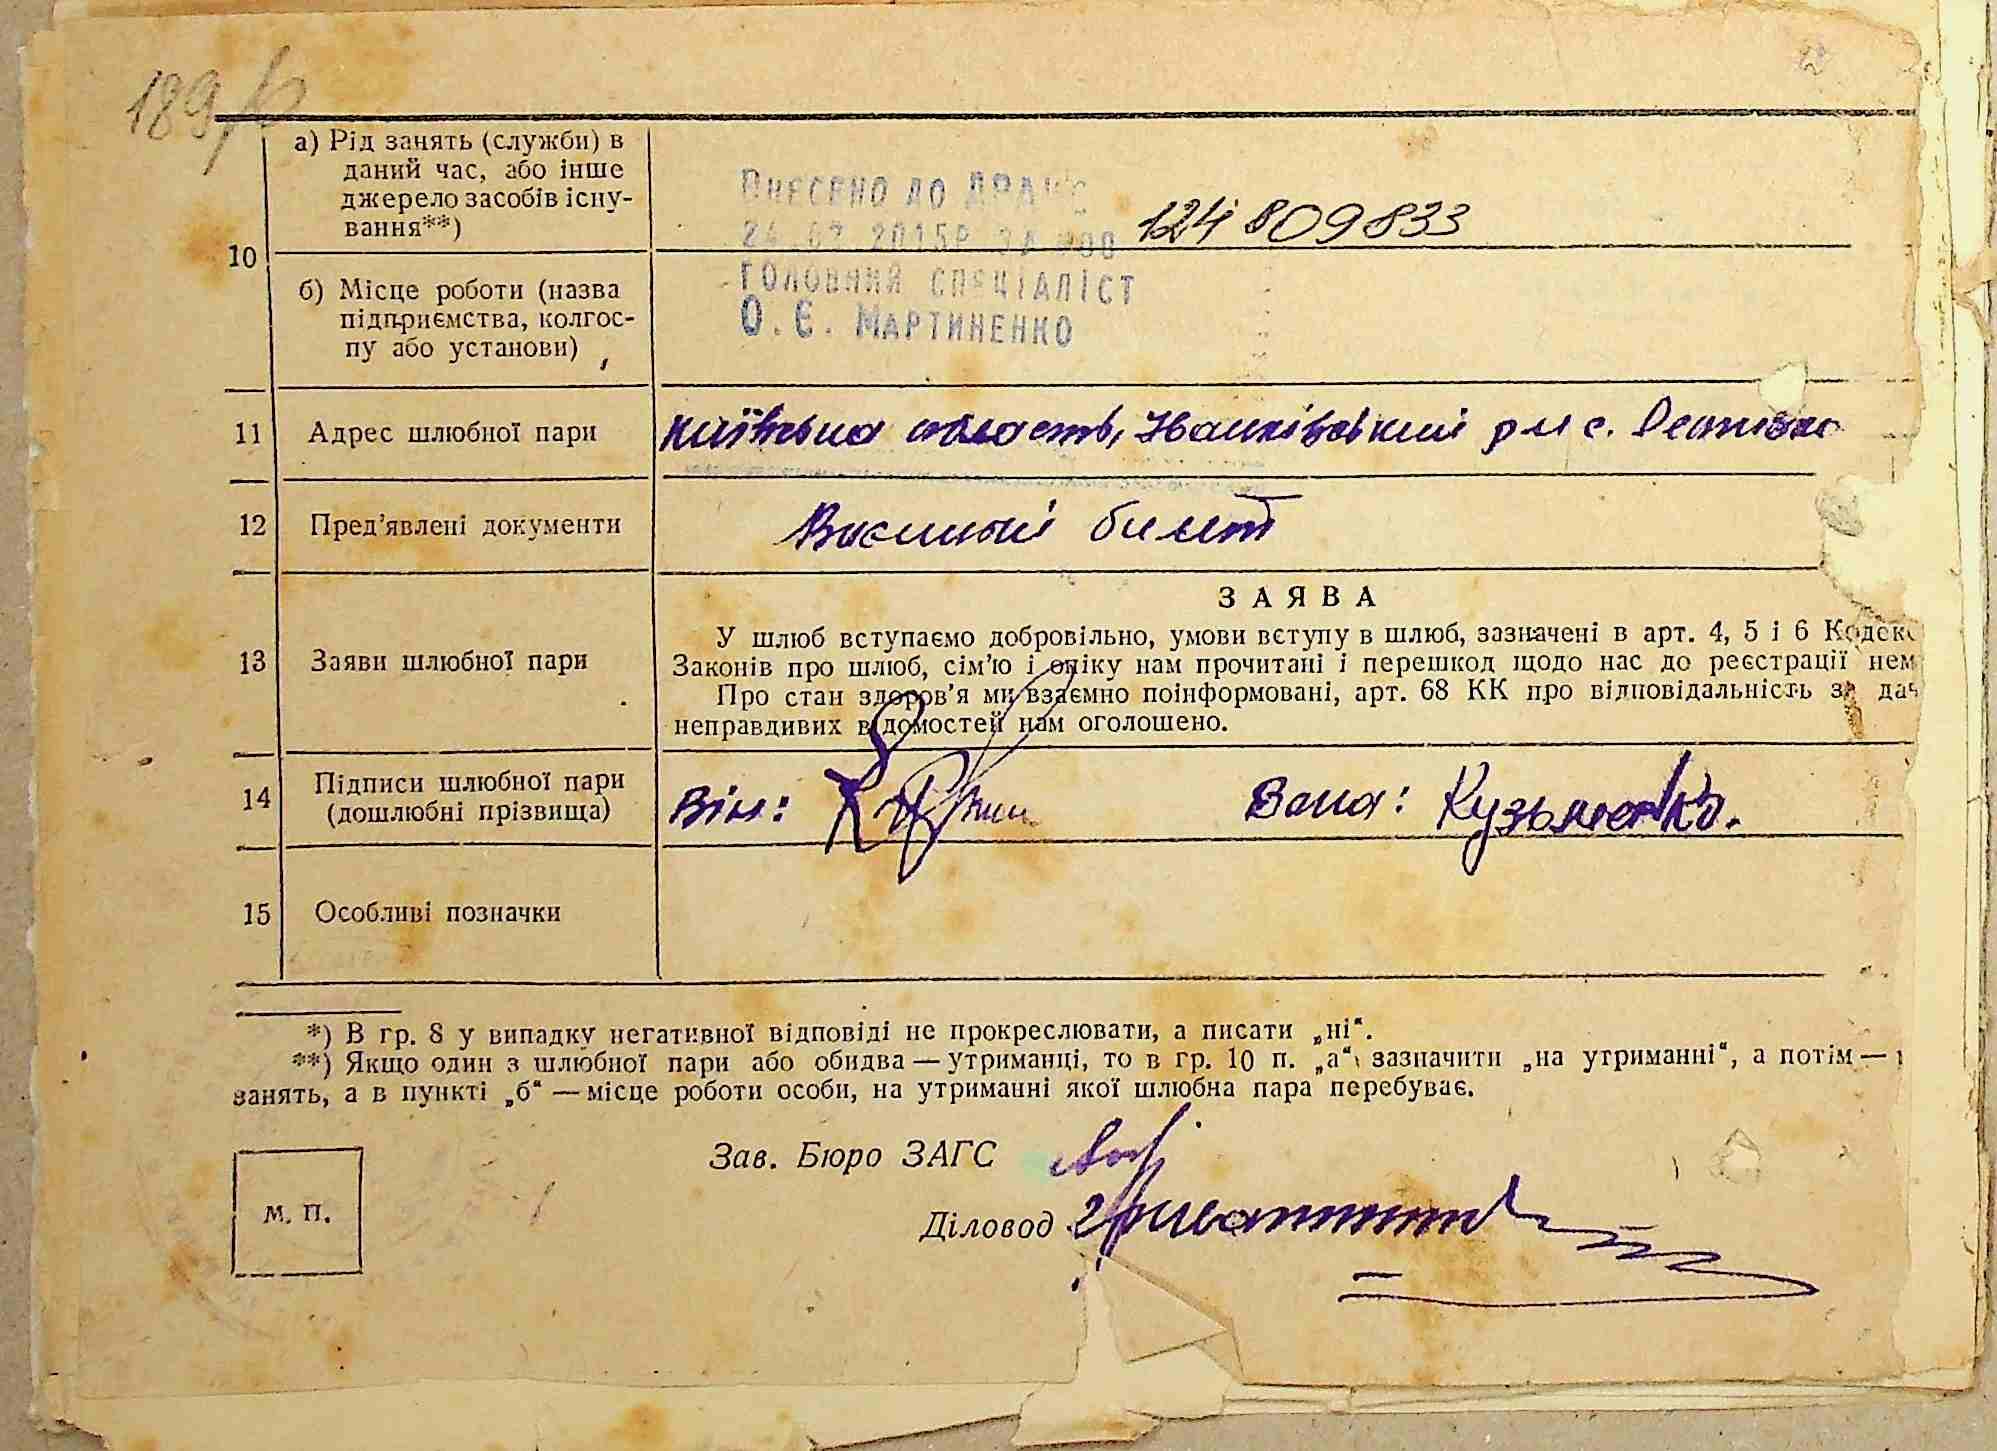 189
а) Рід занять (служби) в
даний час, або інше
джерело засобів існу-
вання**)
ВНЕСЕНО ДО ДРАЦС
2015Р
124809833
10
ГОЛОВНИЙ СПЕЦІАЛІСТ
О. Є. МАРТИНЕНКО
б) Місце роботи (назва
підприємства, колгос-
пу або установи)
11 Адрес шлюбної пари Київська область, Іванківський р-н с.
12 Пред’явлені документи Военный билет
ЗАЯВА
13 Заяви шлюбної пари
У шлюб вступаємо добровільно, умови вступу в шлюб, зазначені в арт. 4, 5 і 6 Кодекс
Законів про шлюб, сім’ю і опіку нам прочитані і перешкод щодо нас до реєстрації нем
Про стан здоров’я ми взаємно поінформовані, арт. 68 КК про відповідальність за дач
неправдивих відомостей нам оголошено.
14 Підписи шлюбної пари
(дошлюбні прізвища)
Він: Вона: Кузьменко.
15 Особливі позначки
*) В гр. 8 у випадку негативної відповіді не прокреслювати, а писати „ні“.
**) Якщо один з шлюбної пари або обидва — утриманці, то в гр. 10 п. „а“ зазначити „на утриманні“, а потім —
занять, а в пункті „б“ — місце роботи особи, на утриманні якої шлюбна пара перебуває.
Зав. Бюро ЗАГС
М. П.
Діловод